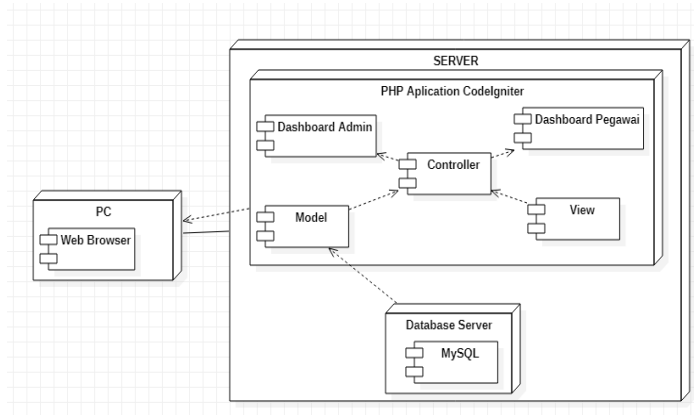 SERVER
PHP Aplication CodeIgniter
Dashboard Admin
Dashboard Pegawai
Controller
PC
Web Browser
Model
View
Database Server
MySQL